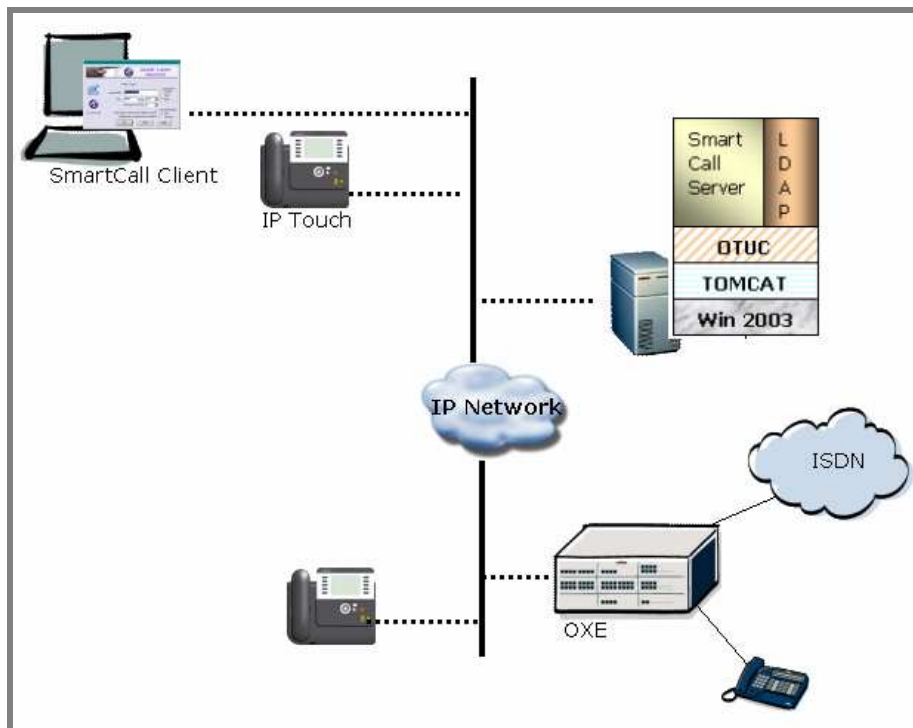 SmartCall Client
IP Touch
Smart
Call
Server
L
D
A
P
OTUC
TOMCAT
Win 2003
IP Network
ISDN
OXE